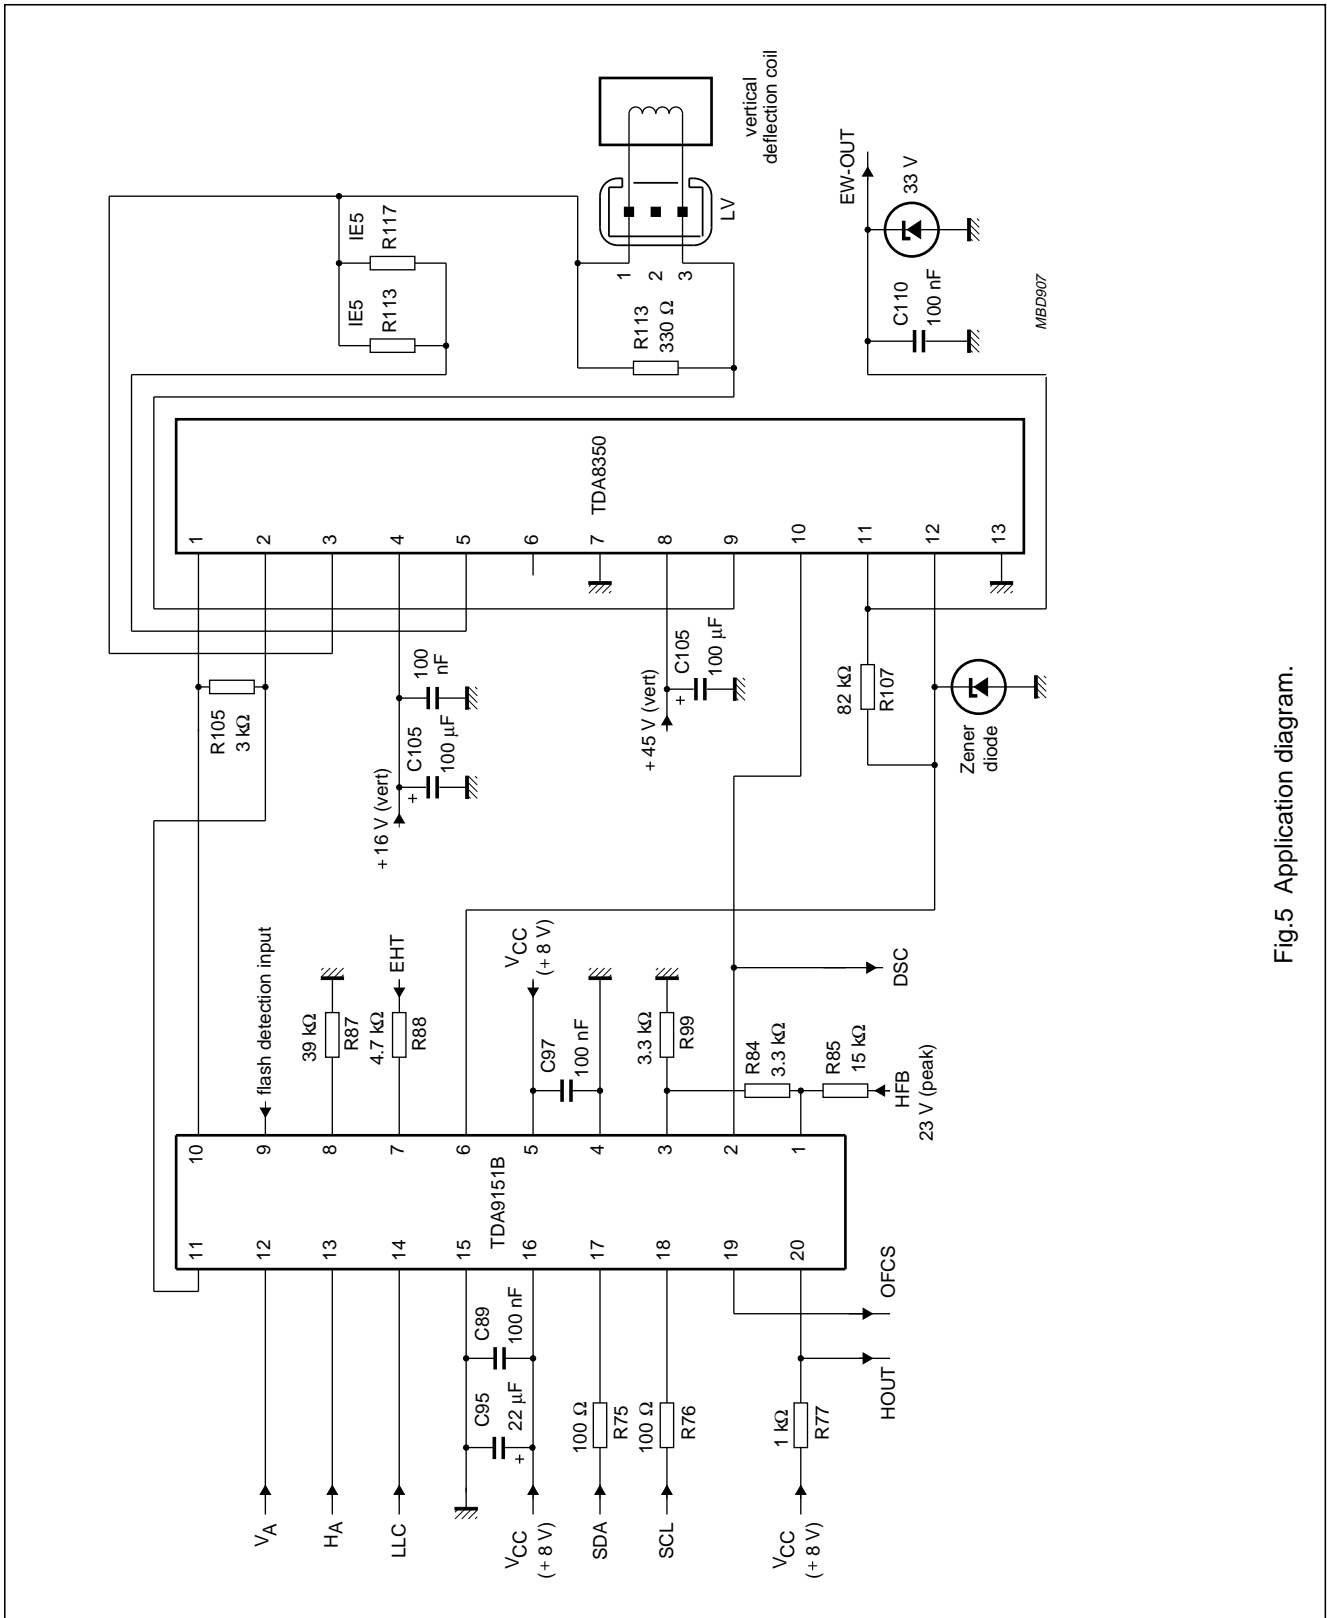 vertical
deflection coil
LV
1
2
3
IE5
R117
IE5
R113
R113
330 Ω
EW-OUT
33 V
C110
100 nF
MBD907
TDA8350
1
2
3
4
5
6
7
8
9
10
11
12
13
R105
3 kΩ
100
nF
C105
100 µF
+
+16 V (vert)
C105
100 µF
+
+45 V (vert)
82 kΩ
R107
Zener
diode
flash detection input
39 kΩ
R87
EHT
4.7 kΩ
R88
VCC
(+ 8 V)
C97
100 nF
3.3 kΩ
R99
DSC
R84
3.3 kΩ
R85
15 kΩ
HFB
23 V (peak)
TDA9151B
10
9
8
7
6
5
4
3
2
1
11
12
13
14
15
16
17
18
19
20
C89
100 nF
C95
22 µF
+
100 Ω
R75
100 Ω
R76
1 kΩ
R77
OFCS
HOUT
VA
HA
LLC
VCC
(+ 8 V)
SDA
SCL
VCC
(+ 8 V)
Fig.5 Application diagram.